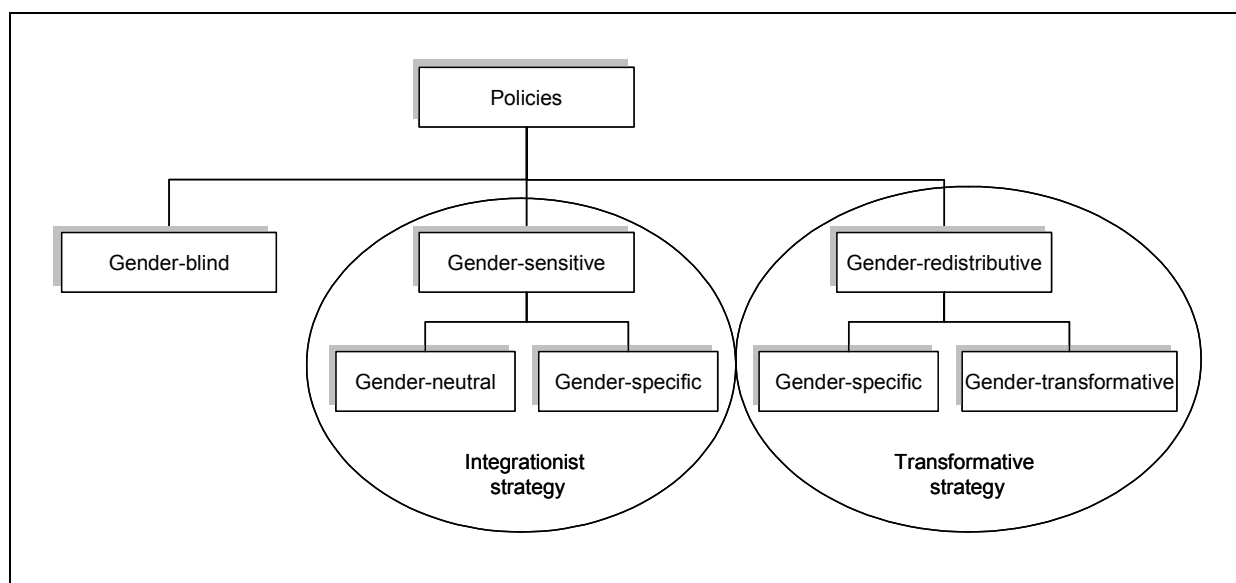 Policies
Gender-blind
Gender-sensitive
Gender-redistributive
Gender-neutral
Gender-specific
Gender-specific
Gender-transformative
Integrationist
strategy
Transformative
strategy